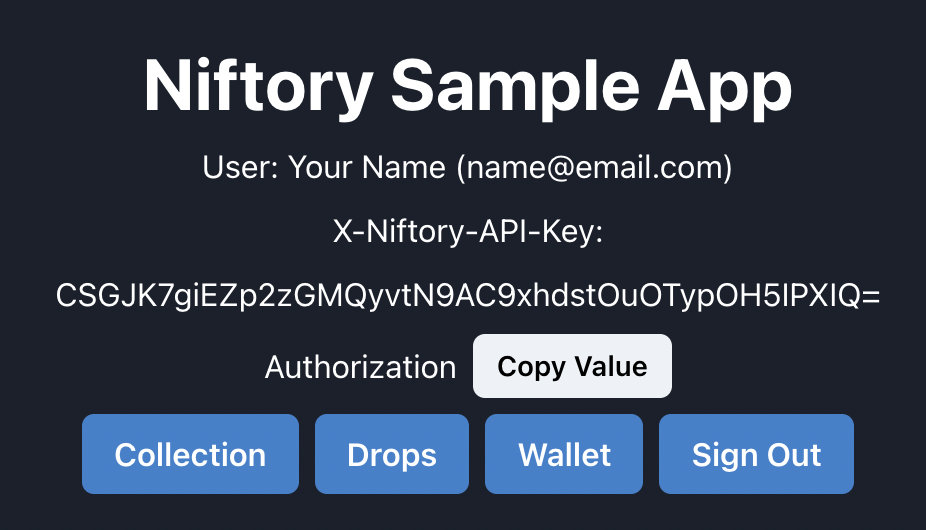 Niftory Sample App
User: Your Name (name@email.com)
X-Niftory-API-Key:
CSGJK7giEZp2zGMQyvtN9AC9xhdstOuOTypOH5lPXIQ=
Authorization Copy Value
Collection Drops Wallet Sign Out